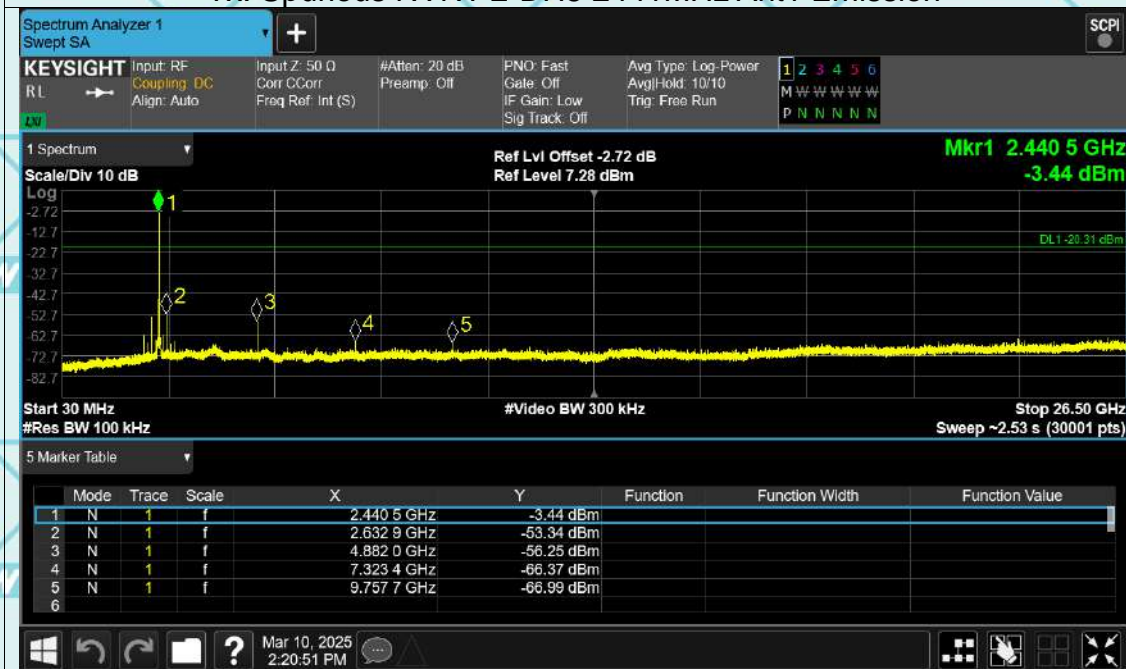 Spectrum Analyzer 1
Swept SA
+
SCPI
KEYSIGHT
RL
LXI
Input: RF
Coupling: DC
Align: Auto
Input Z: 50 Ω
Corr CCorr
Freq Ref: Int (S)
#Atten: 20 dB
Preamp: Off
PNO: Fast
Gate: Off
IF Gain: Low
Sig Track: Off
Avg Type: Log-Power
Avg|Hold: 10/10
Trig: Free Run
1 2 3 4 5 6
M W W W W W
P N N N N N
1 Spectrum
Scale/Div 10 dB
Ref Lvl Offset -2.72 dB
Ref Level 7.28 dBm
Mkr1 2.440 5 GHz
-3.44 dBm
Log
-2.72
-12.7
-22.7
-32.7
-42.7
-52.7
-62.7
-72.7
-82.7
1
2
3
4
5
DL1 -20.31 dBm
Start 30 MHz
#Video BW 300 kHz
Stop 26.50 GHz
#Res BW 100 kHz
Sweep ~2.53 s (30001 pts)
5 Marker Table
Mode Trace Scale X Y Function Function Width Function Value
1 N 1 f 2.440 5 GHz -3.44 dBm
2 N 1 f 2.632 9 GHz -53.34 dBm
3 N 1 f 4.882 0 GHz -56.25 dBm
4 N 1 f 7.323 4 GHz -66.37 dBm
5 N 1 f 9.757 7 GHz -66.99 dBm
6
?
Mar 10, 2025
2:20:51 PM